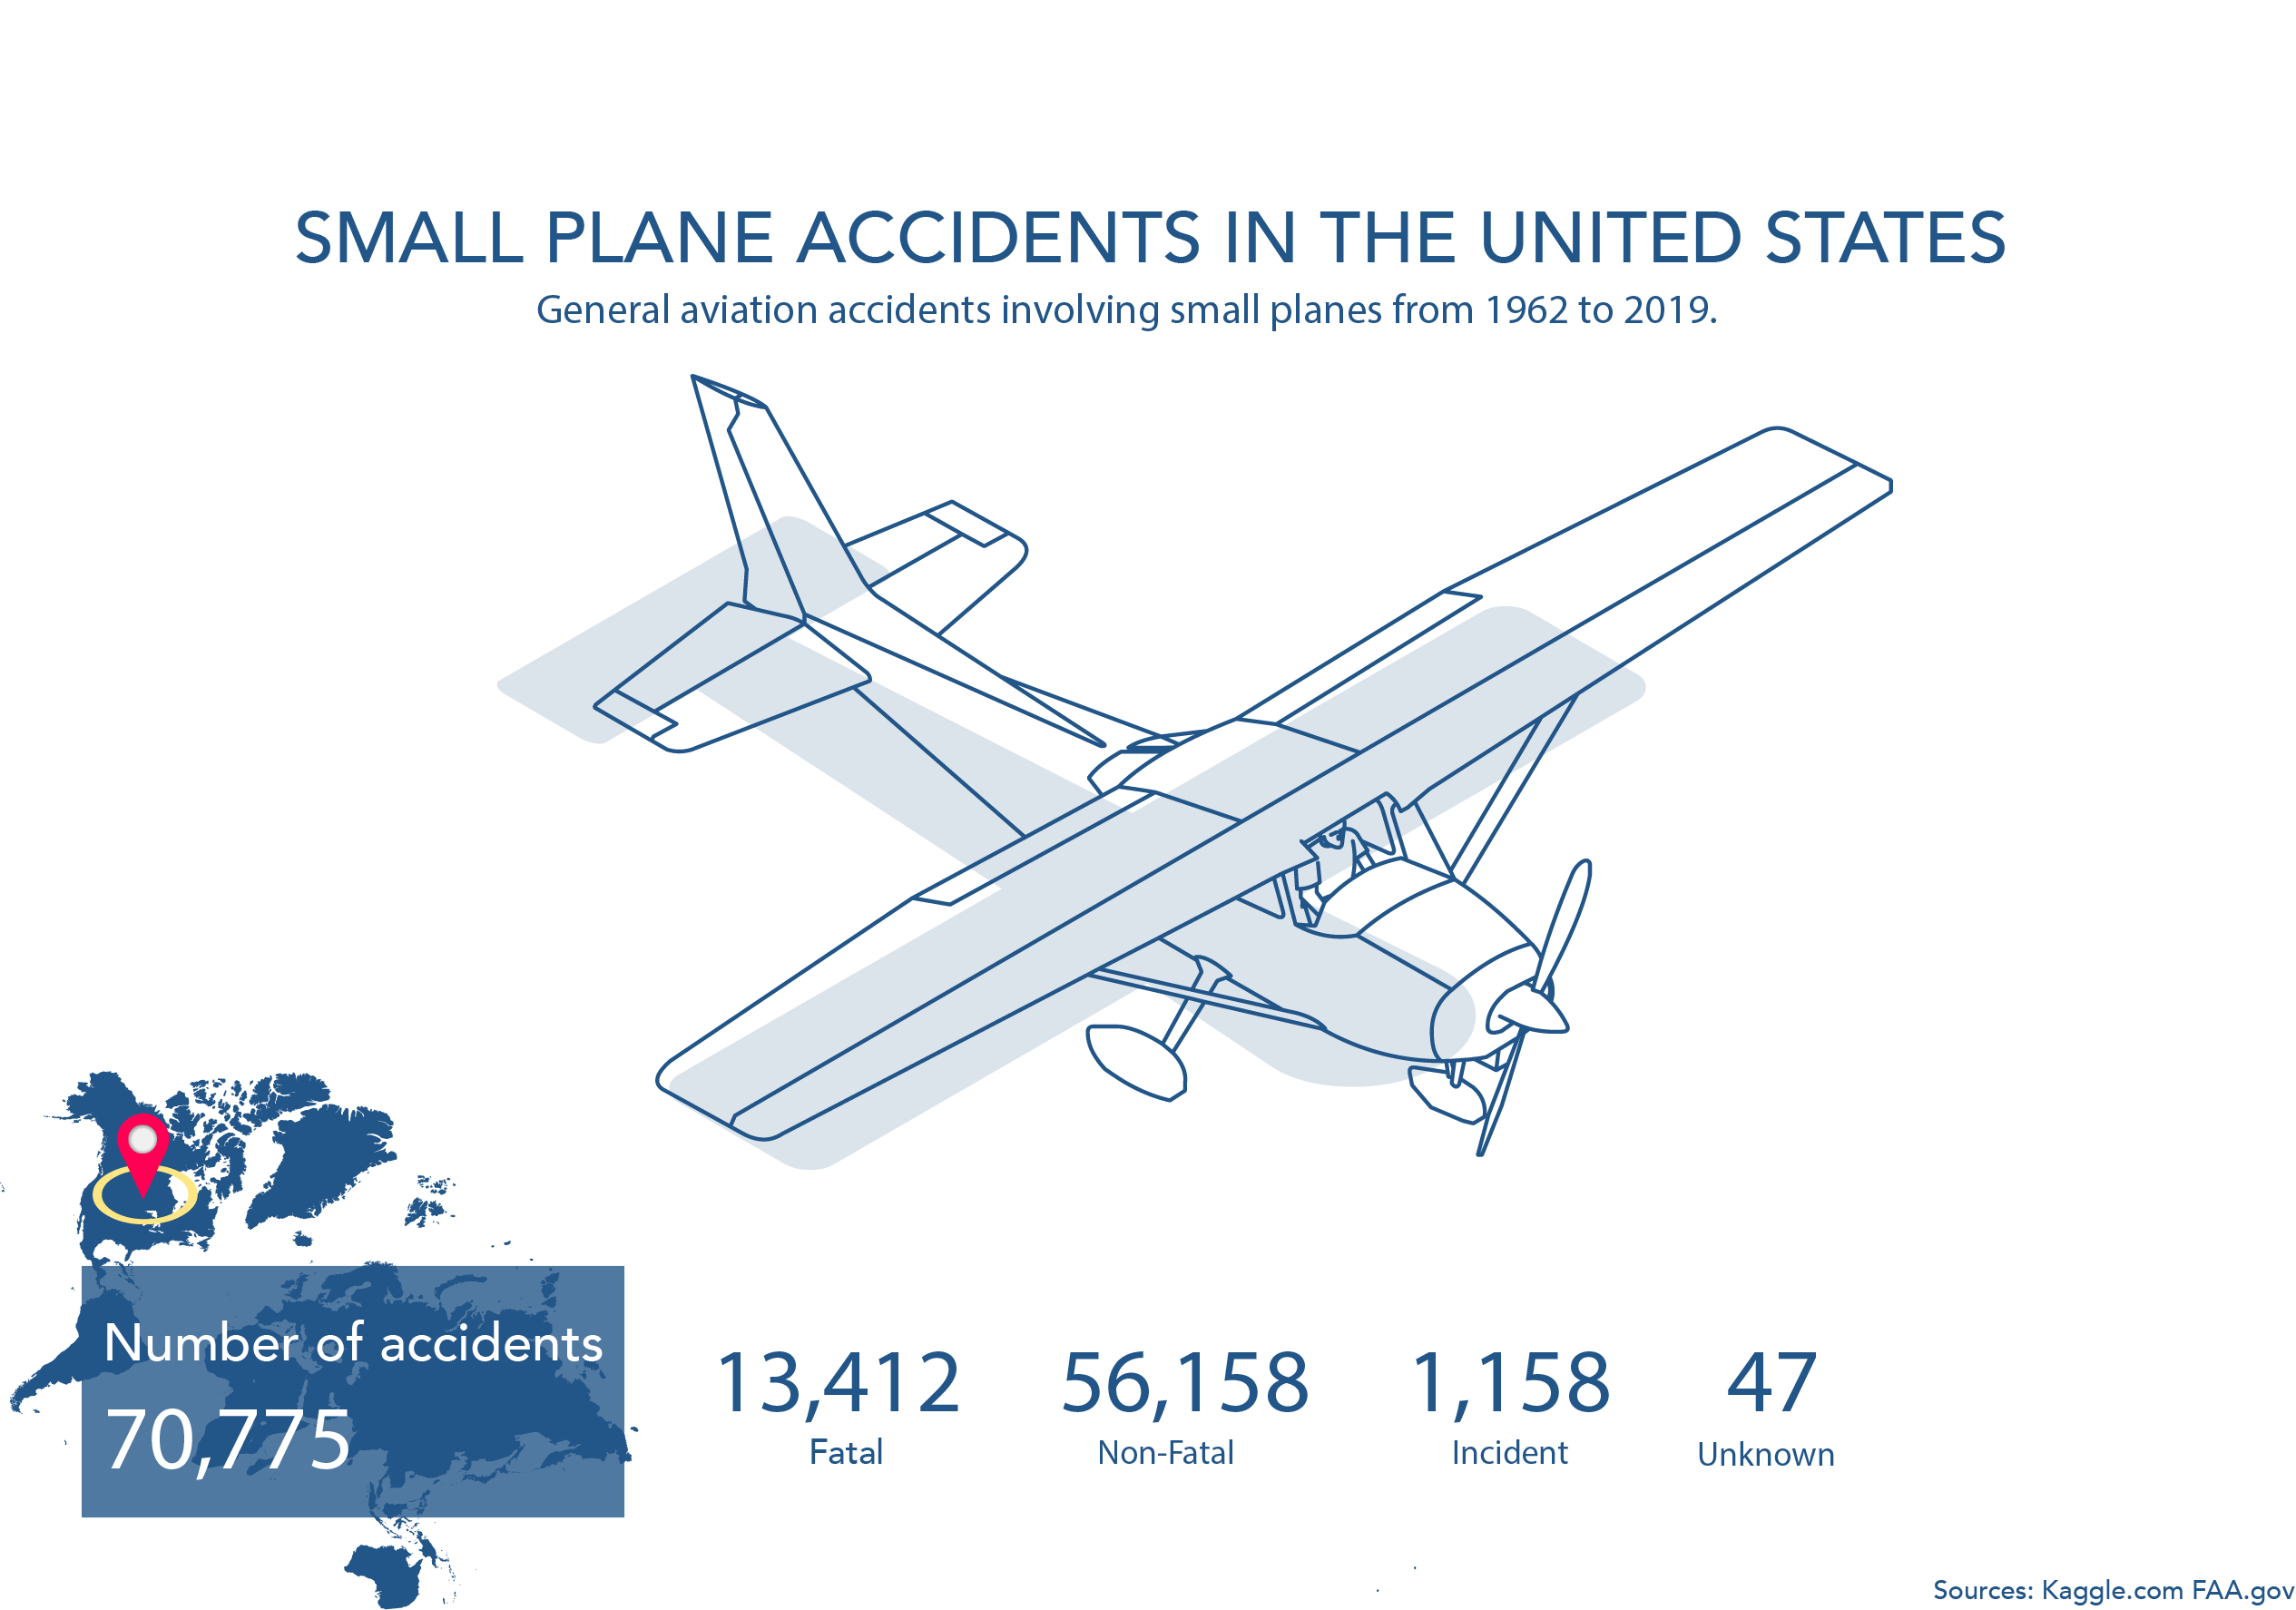 SMALL PLANE ACCIDENTS IN THE UNITED STATES
General aviation accidents involving small planes from 1962 to 2019.
Number of accidents
70,775
13,412
Fatal
56,158
Non-Fatal
1,158
Incident
47
Unknown
Sources: Kaggle.com FAA.gov